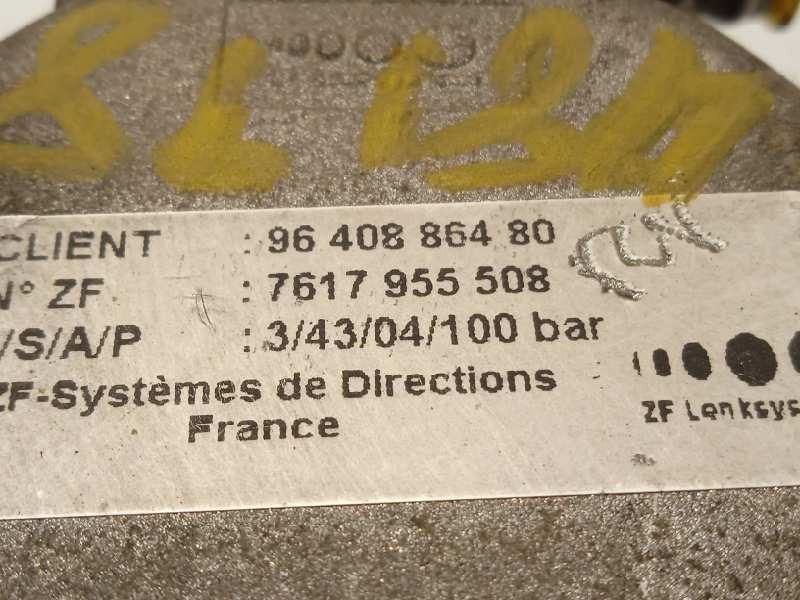 CLIENT : 96 408 864 80
N° ZF : 7617 955 508
/S/A/P : 3/43/04/100 bar
ZF-Systèmes de Directions
France
ZF Lenksys